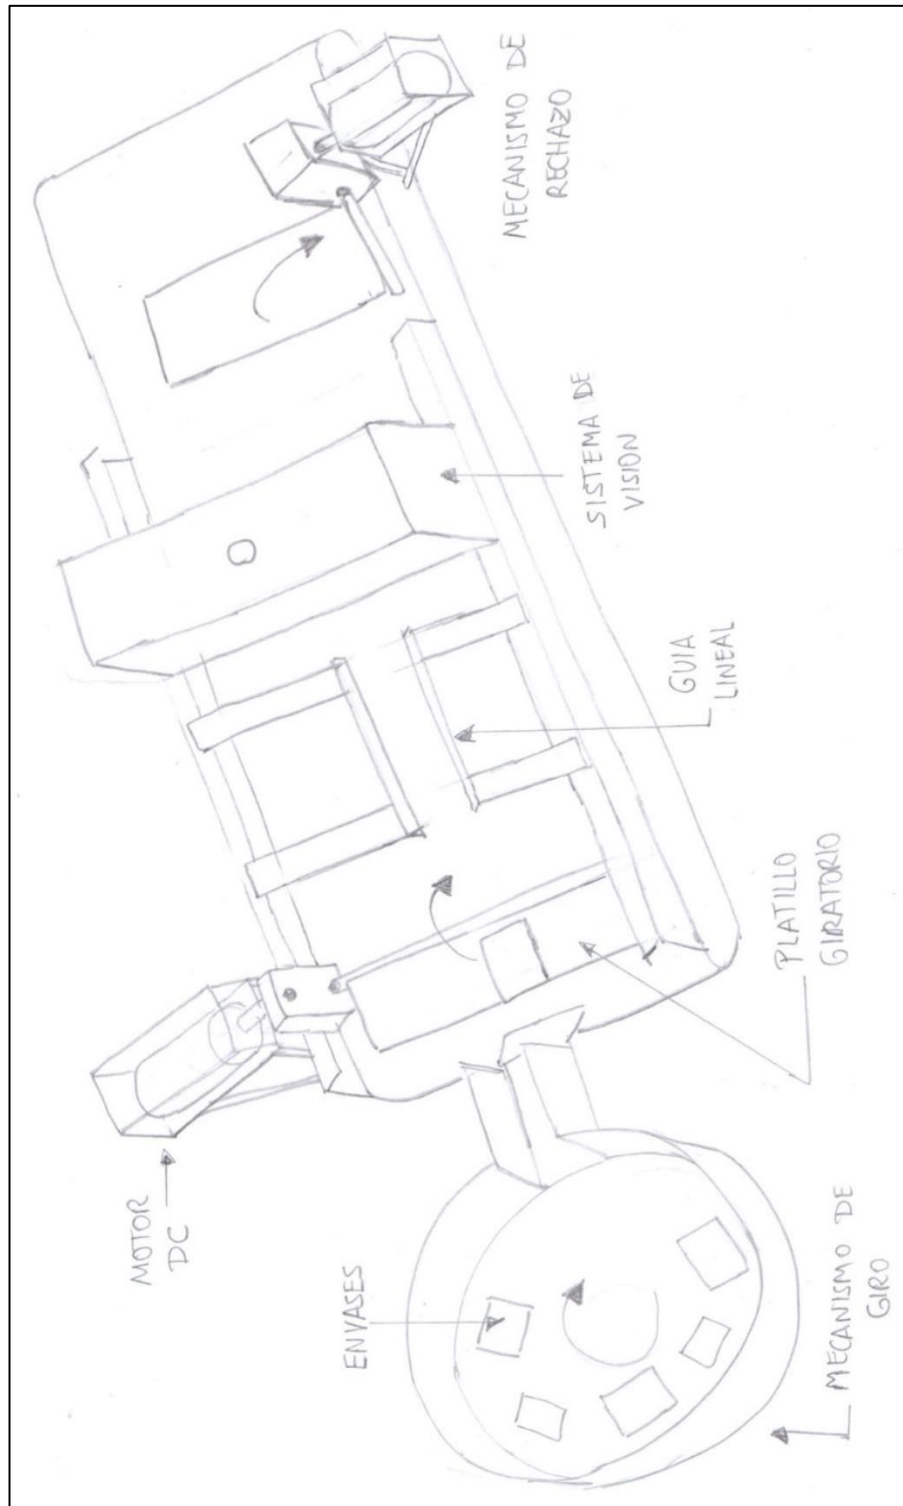 MOTOR
DC
ENVASES
MECANISMO DE
GIRO
PLATILLO
GIRATORIO
GUIA
LINEAL
SISTEMA DE
VISION
MECANISMO DE
RECHAZO